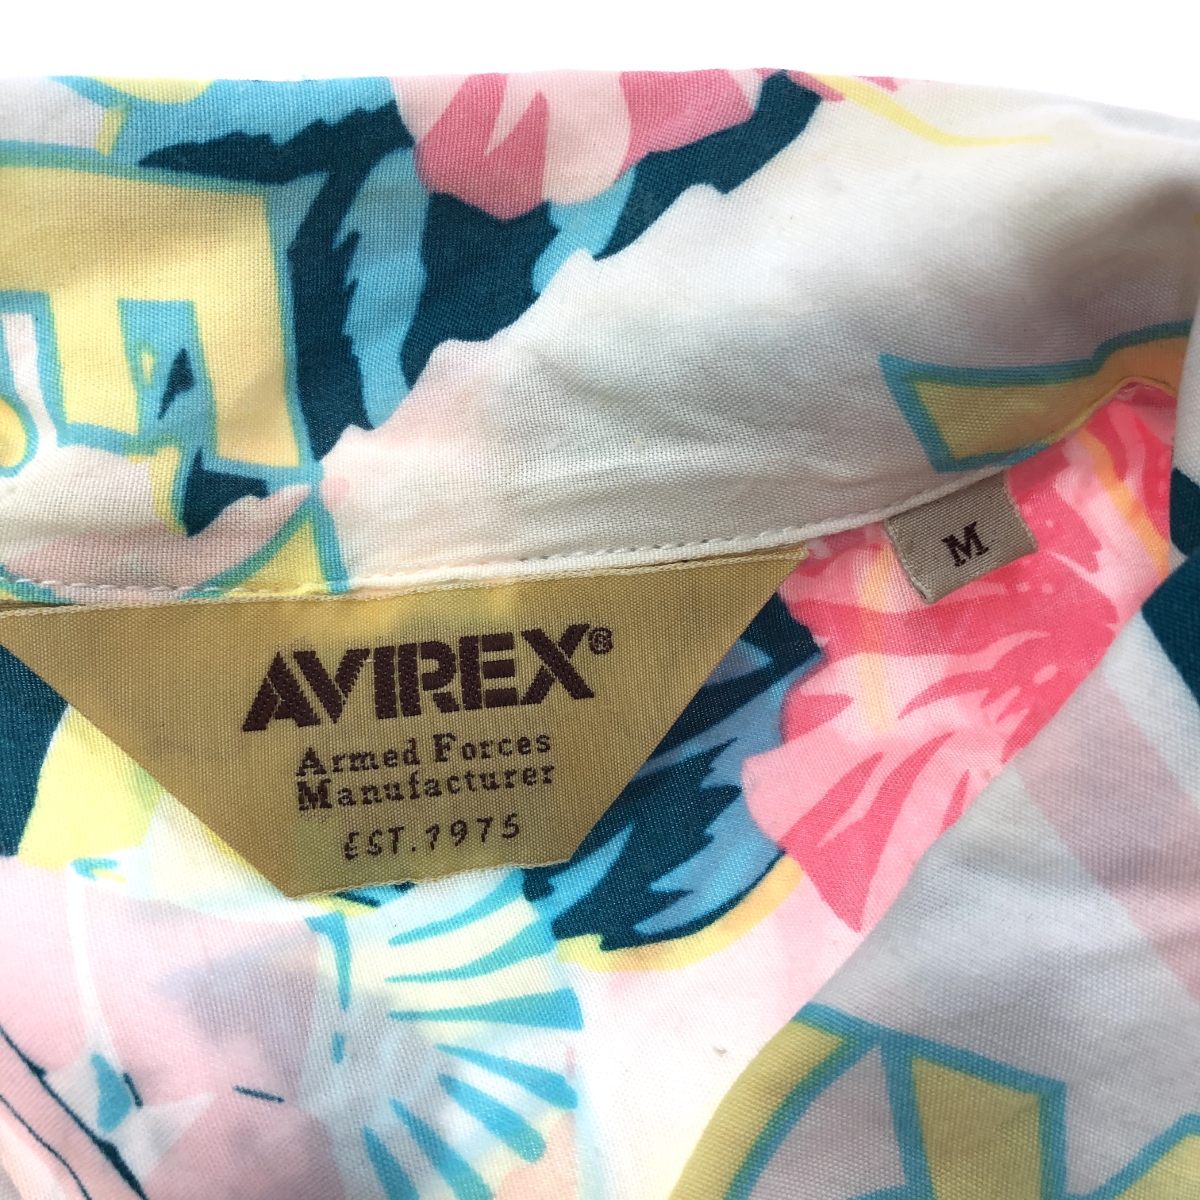 AVIREX®
Armed Forces
Manufacturer
EST.1975
M